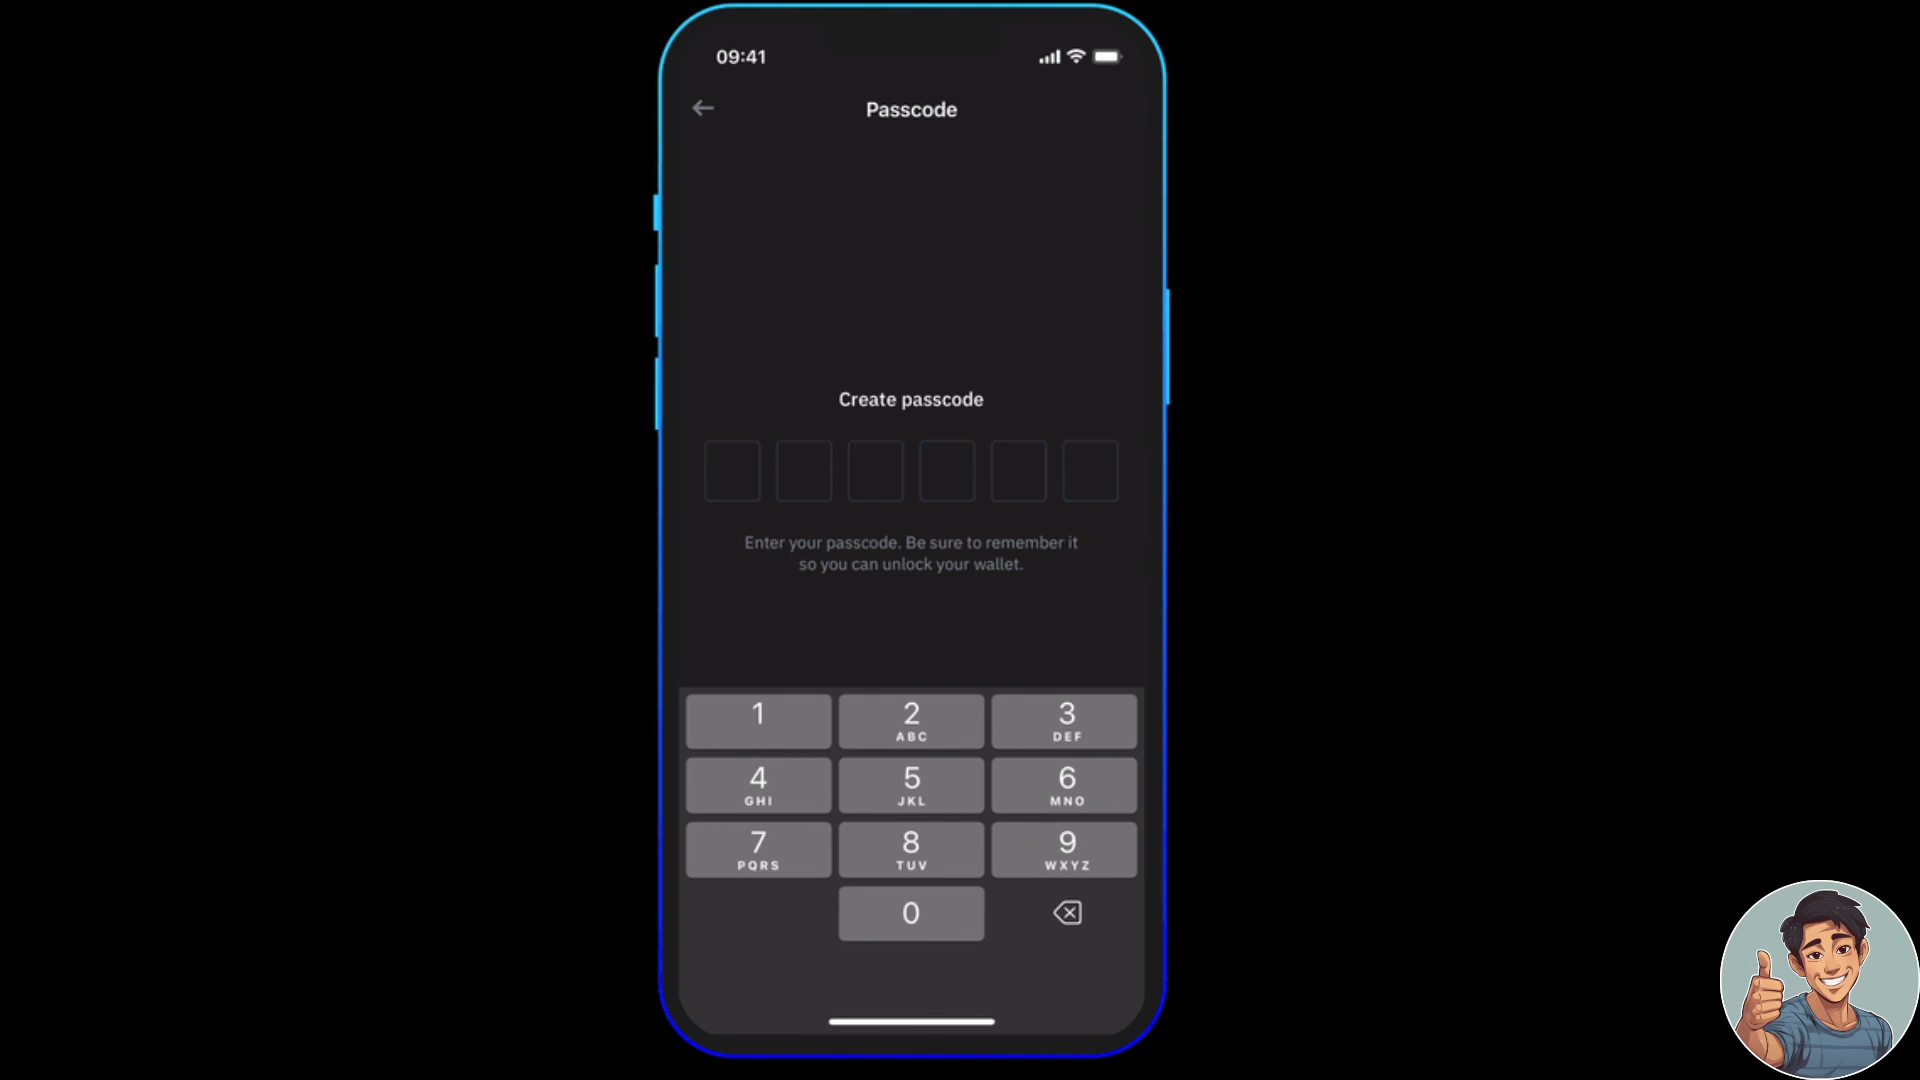 09:41
Passcode
Create passcode
Enter your passcode. Be sure to remember it
so you can unlock your wallet.
1 2 3
ABC DEF
4 5 6
GHI JKL MNO
7 8 9
PQRS TUV WXYZ
0